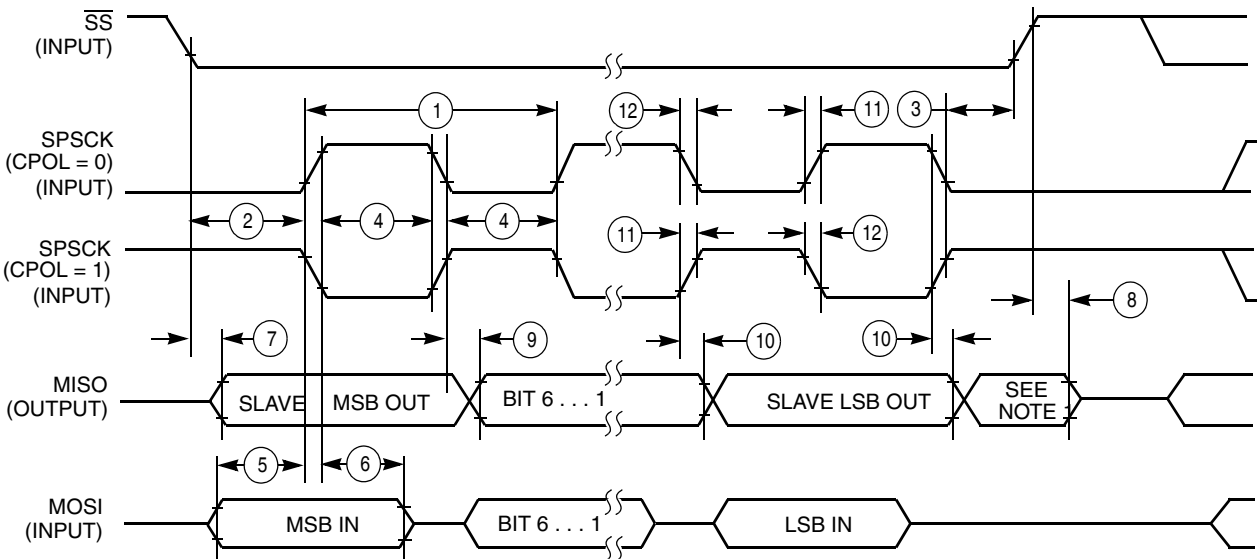 SS
(INPUT)
1
12
11
3
SPSCK
(CPOL = 0)
(INPUT)
2
4
4
11
12
SPSCK
(CPOL = 1)
(INPUT)
8
7
9
10
10
MISO
(OUTPUT)
SLAVE
MSB OUT
BIT 6 . . . 1
SLAVE LSB OUT
SEE
NOTE
5
6
MOSI
(INPUT)
MSB IN
BIT 6 . . . 1
LSB IN